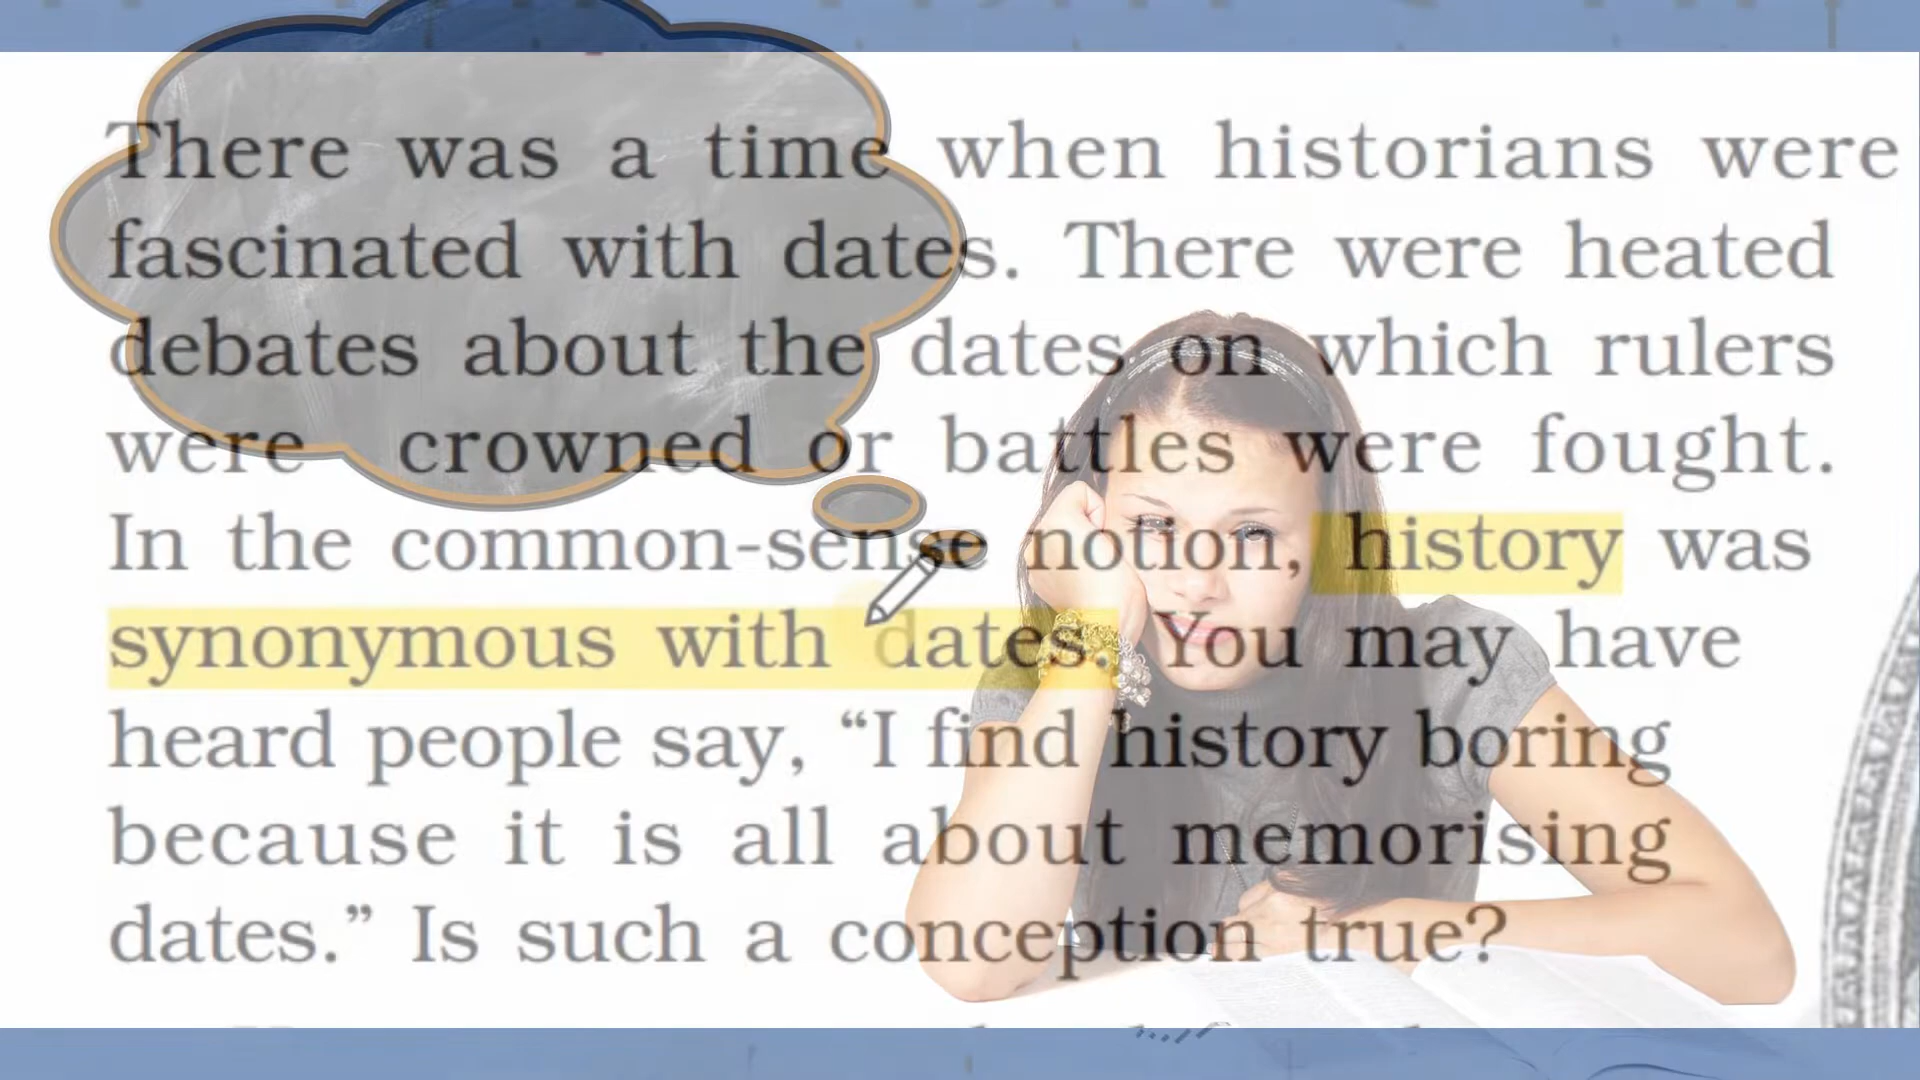 There was a time when historians were
fascinated with dates. There were heated
debates about the dates on which rulers
were crowned or battles were fought.
In the common-sense notion, history was
synonymous with dates. You may have
heard people say, “I find history boring
because it is all about memorising
dates.” Is such a conception true?